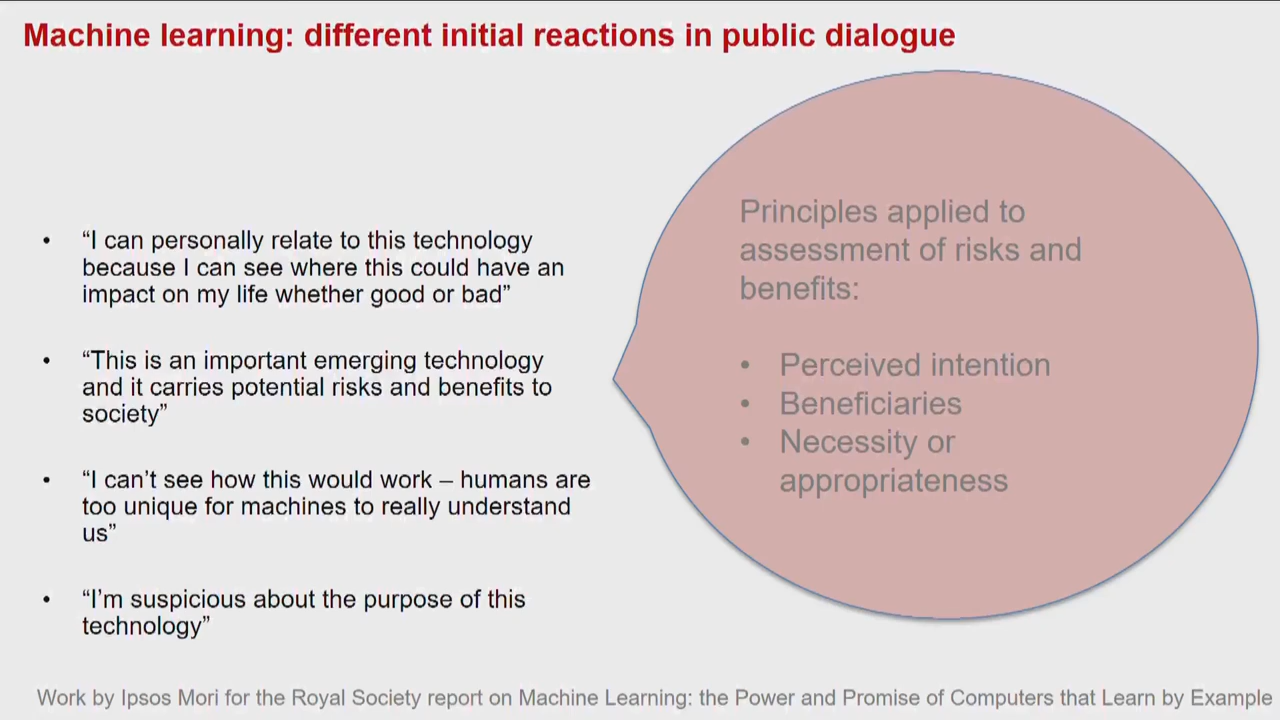 Machine learning: different initial reactions in public dialogue
• “I can personally relate to this technology
because I can see where this could have an
impact on my life whether good or bad”
• “This is an important emerging technology
and it carries potential risks and benefits to
society”
• “I can’t see how this would work – humans are
too unique for machines to really understand
us”
• “I’m suspicious about the purpose of this
technology”
Principles applied to
assessment of risks and
benefits:
• Perceived intention
• Beneficiaries
• Necessity or
appropriateness
Work by Ipsos Mori for the Royal Society report on Machine Learning: the Power and Promise of Computers that Learn by Example